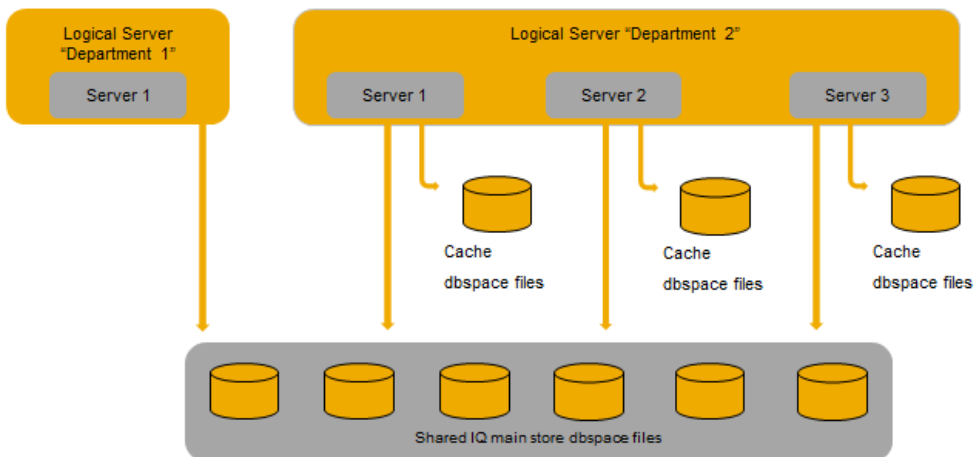 Logical Server
“Department 1”
Server 1
Logical Server “Department 2”
Server 1
Server 2
Server 3
Cache
dbspace files
Cache
dbspace files
Cache
dbspace files
Shared IQ main store dbspace files